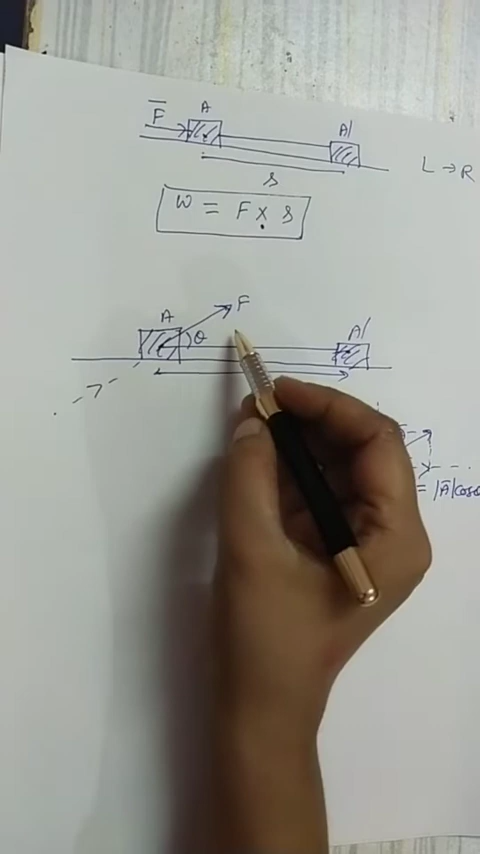 F̅ A A'
L → R
s
W = F × s
A F
θ A'
= |A̅|cosθ